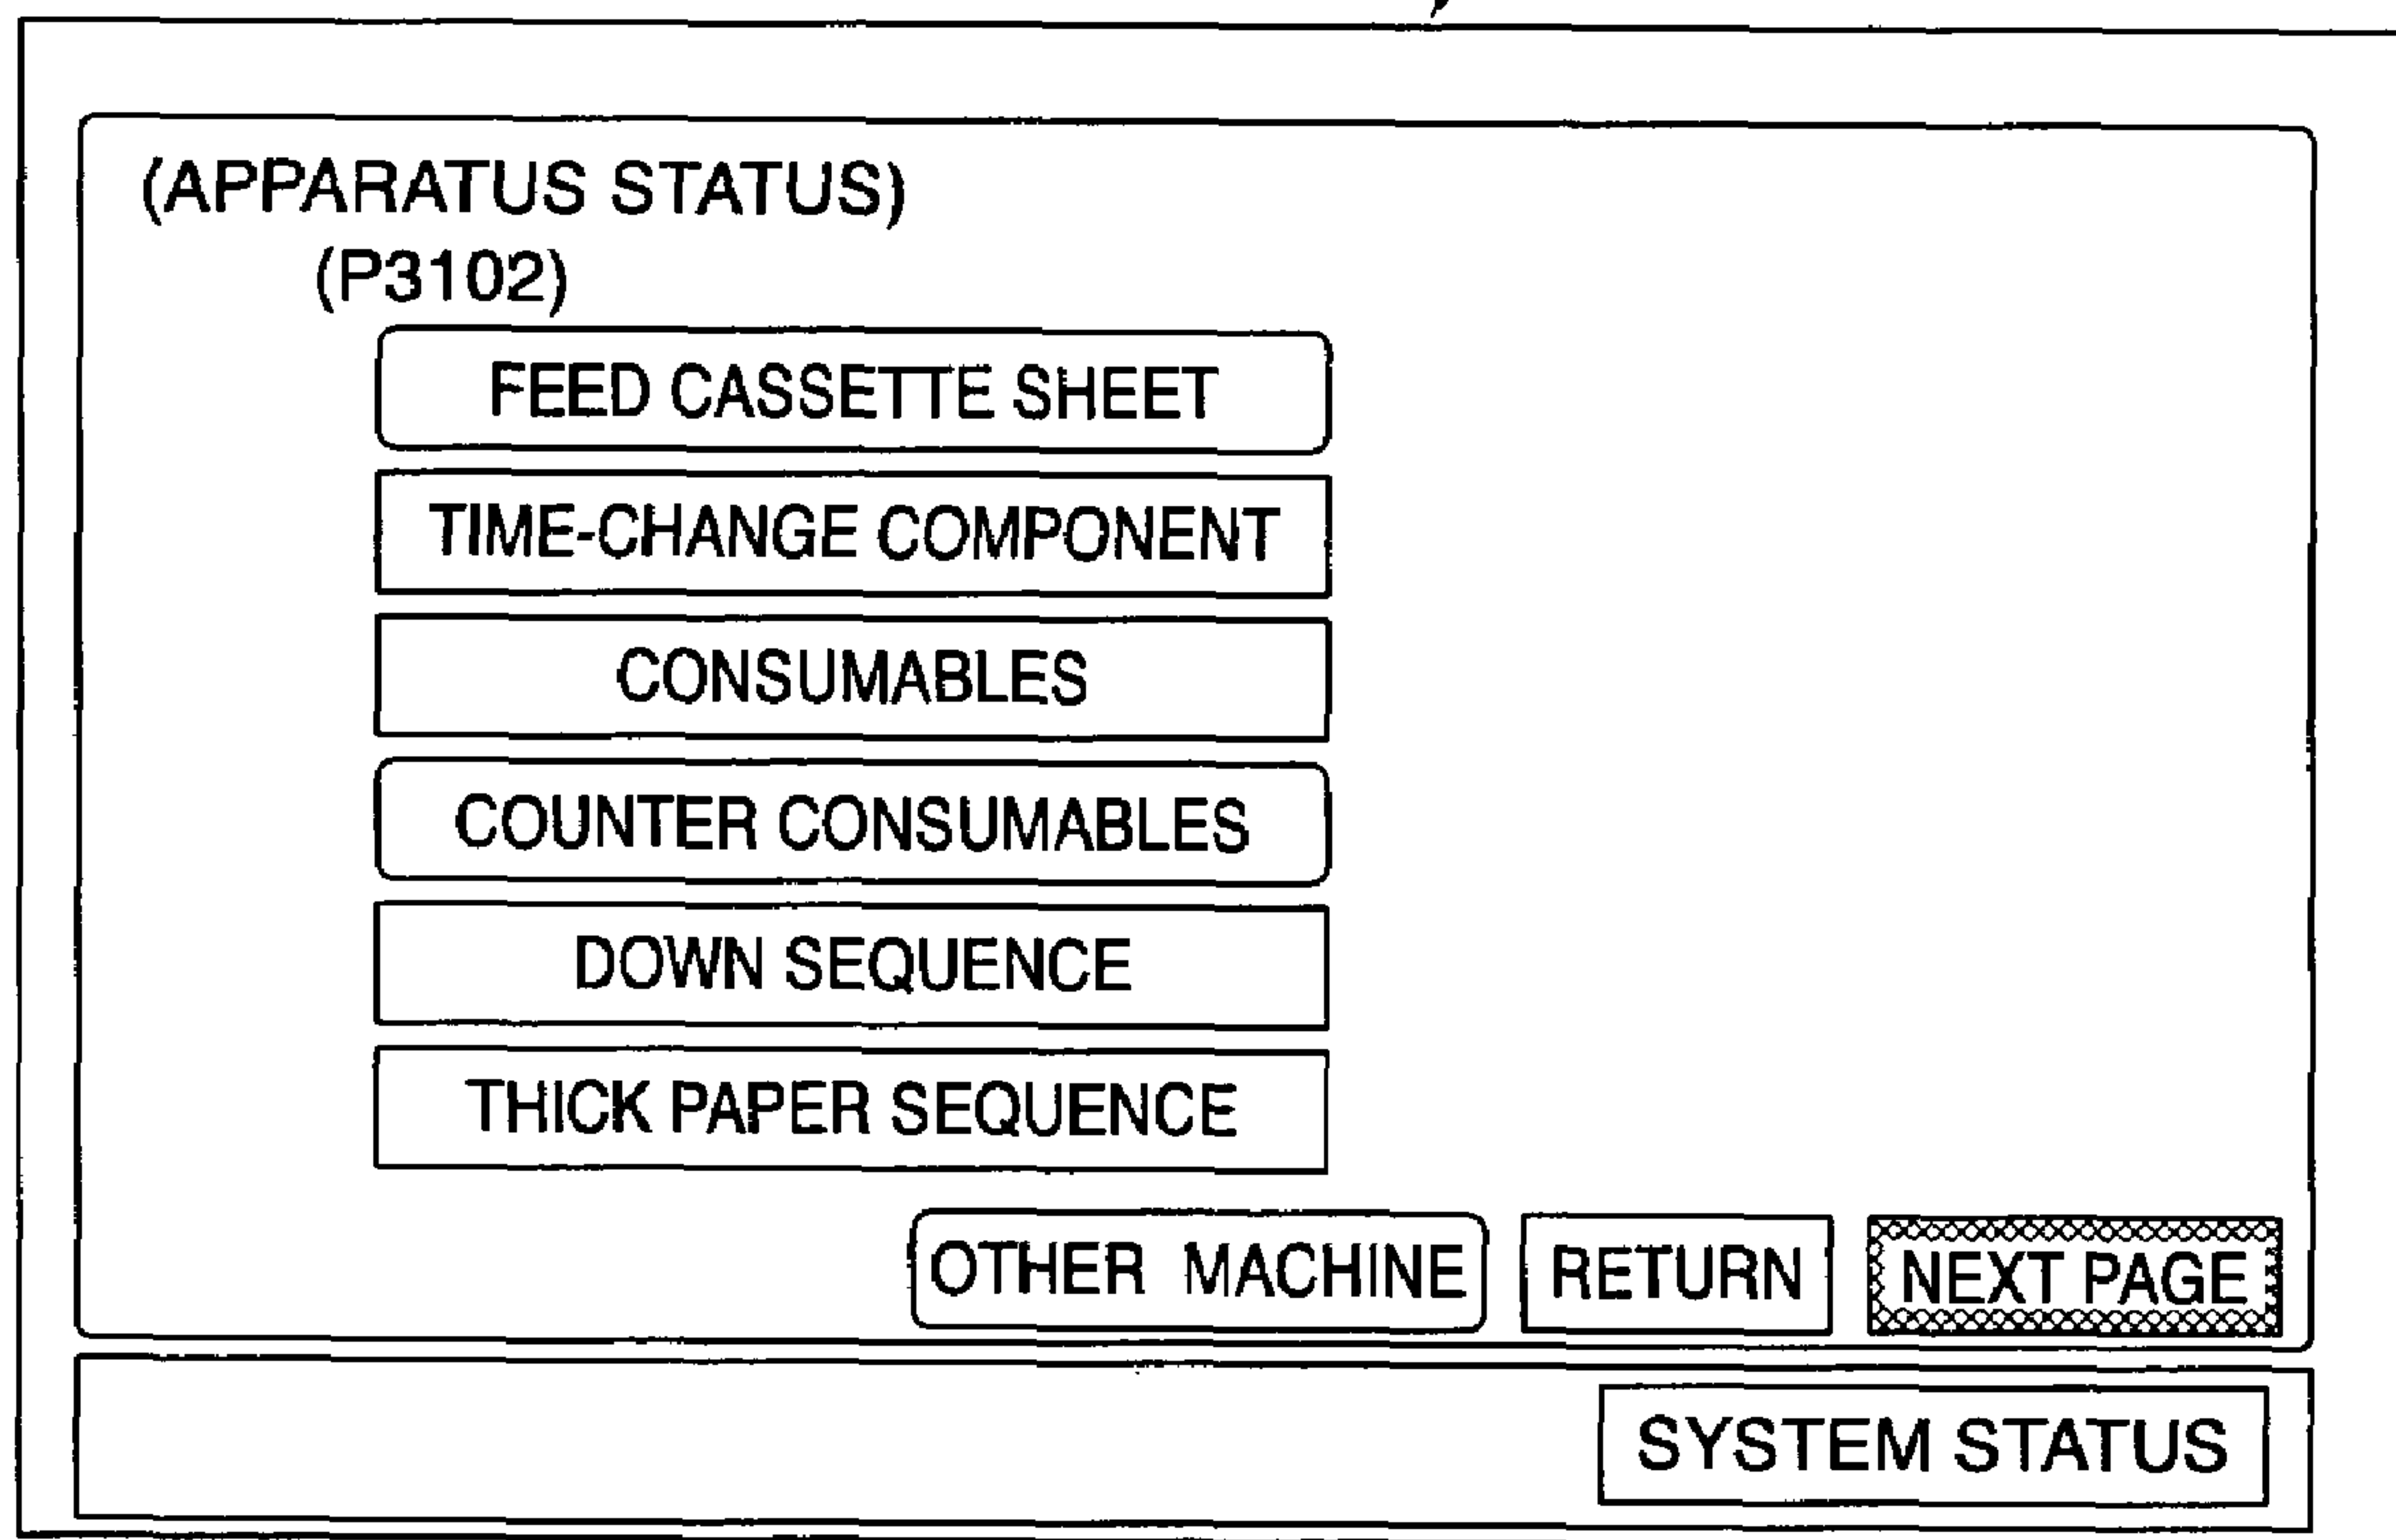 (APPARATUS STATUS)
(P3102)
FEED CASSETTE SHEET
TIME-CHANGE COMPONENT
CONSUMABLES
COUNTER CONSUMABLES
DOWN SEQUENCE
THICK PAPER SEQUENCE
OTHER MACHINE RETURN NEXT PAGE
SYSTEM STATUS